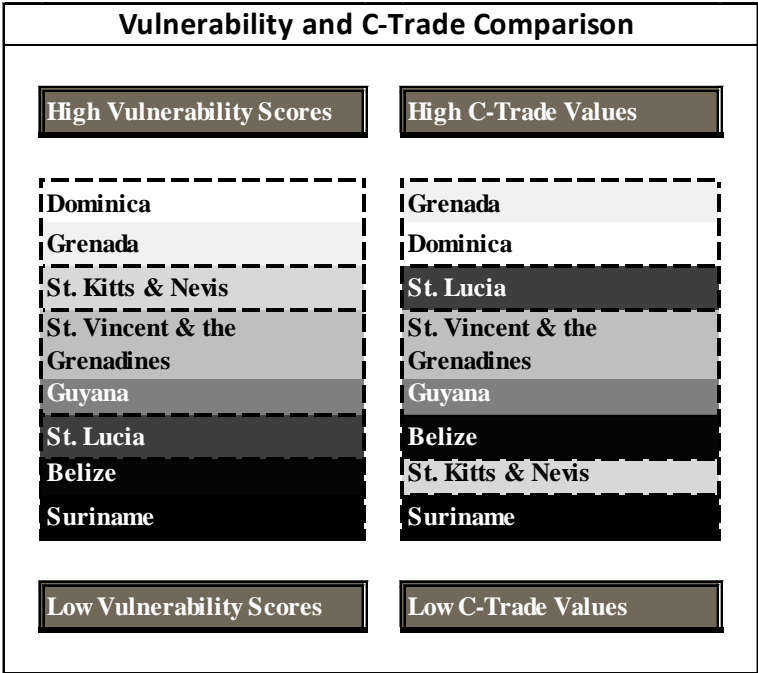 Vulnerability and C-Trade Comparison
High Vulnerability Scores
Dominica
Grenada
St. Kitts & Nevis
St. Vincent & the
Grenadines
Guyana
St. Lucia
Belize
Suriname
Low Vulnerability Scores
High C-Trade Values
Grenada
Dominica
St. Lucia
St. Vincent & the
Grenadines
Guyana
Belize
St. Kitts & Nevis
Suriname
Low C-Trade Values